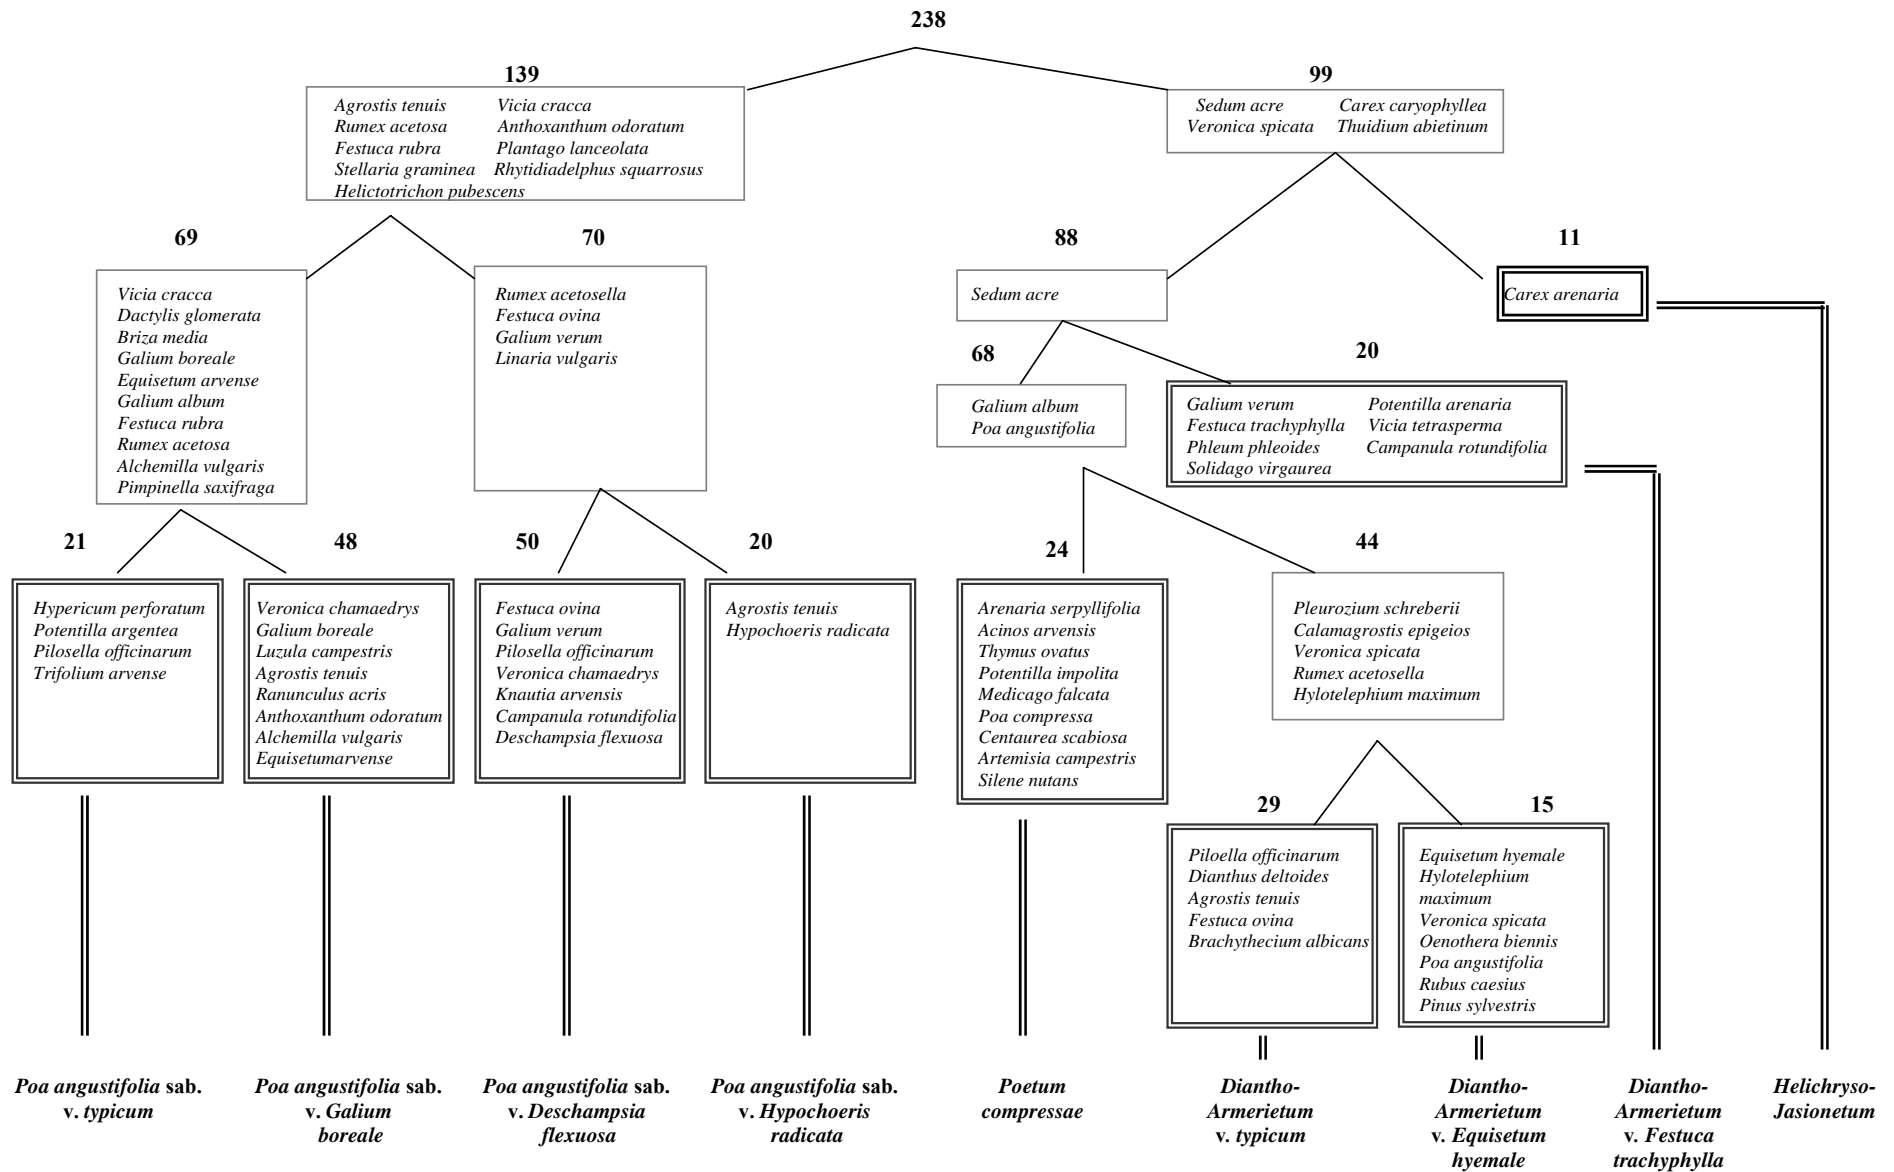 238
139
99
Agrostis tenuis Vicia cracca
Rumex acetosa Anthoxanthum odoratum
Festuca rubra Plantago lanceolata
Stellaria graminea Rhytidiadelphus squarrosus
Helictotrichon pubescens
Sedum acre Carex caryophyllea
Veronica spicata Thuidium abietinum
69
70
88
11
Vicia cracca
Dactylis glomerata
Briza media
Galium boreale
Equisetum arvense
Galium album
Festuca rubra
Rumex acetosa
Alchemilla vulgaris
Pimpinella saxifraga
Rumex acetosella
Festuca ovina
Galium verum
Linaria vulgaris
Sedum acre
Carex arenaria
68
20
Galium album
Poa angustifolia
Galium verum Potentilla arenaria
Festuca trachyphylla Vicia tetrasperma
Phleum phleoides Campanula rotundifolia
Solidago virgaurea
21
48
50
20
24
44
Hypericum perforatum
Potentilla argentea
Pilosella officinarum
Trifolium arvense
Veronica chamaedrys
Galium boreale
Luzula campestris
Agrostis tenuis
Ranunculus acris
Anthoxanthum odoratum
Alchemilla vulgaris
Equisetumarvense
Festuca ovina
Galium verum
Pilosella officinarum
Veronica chamaedrys
Knautia arvensis
Campanula rotundifolia
Deschampsia flexuosa
Agrostis tenuis
Hypochoeris radicata
Arenaria serpyllifolia
Acinos arvensis
Thymus ovatus
Potentilla impolita
Medicago falcata
Poa compressa
Centaurea scabiosa
Artemisia campestris
Silene nutans
Pleurozium schreberii
Calamagrostis epigeios
Veronica spicata
Rumex acetosella
Hylotelephium maximum
29
15
Piloella officinarum
Dianthus deltoides
Agrostis tenuis
Festuca ovina
Brachythecium albicans
Equisetum hyemale
Hylotelephium
maximum
Veronica spicata
Oenothera biennis
Poa angustifolia
Rubus caesius
Pinus sylvestris
Poa angustifolia sab.
v. typicum
Poa angustifolia sab.
v. Galium
boreale
Poa angustifolia sab.
v. Deschampsia
flexuosa
Poa angustifolia sab.
v. Hypochoeris
radicata
Poetum
compressae
Diantho-
Armerietum
v. typicum
Diantho-
Armerietum
v. Equisetum
hyemale
Diantho-
Armerietum
v. Festuca
trachyphylla
Helichryso-
Jasionetum